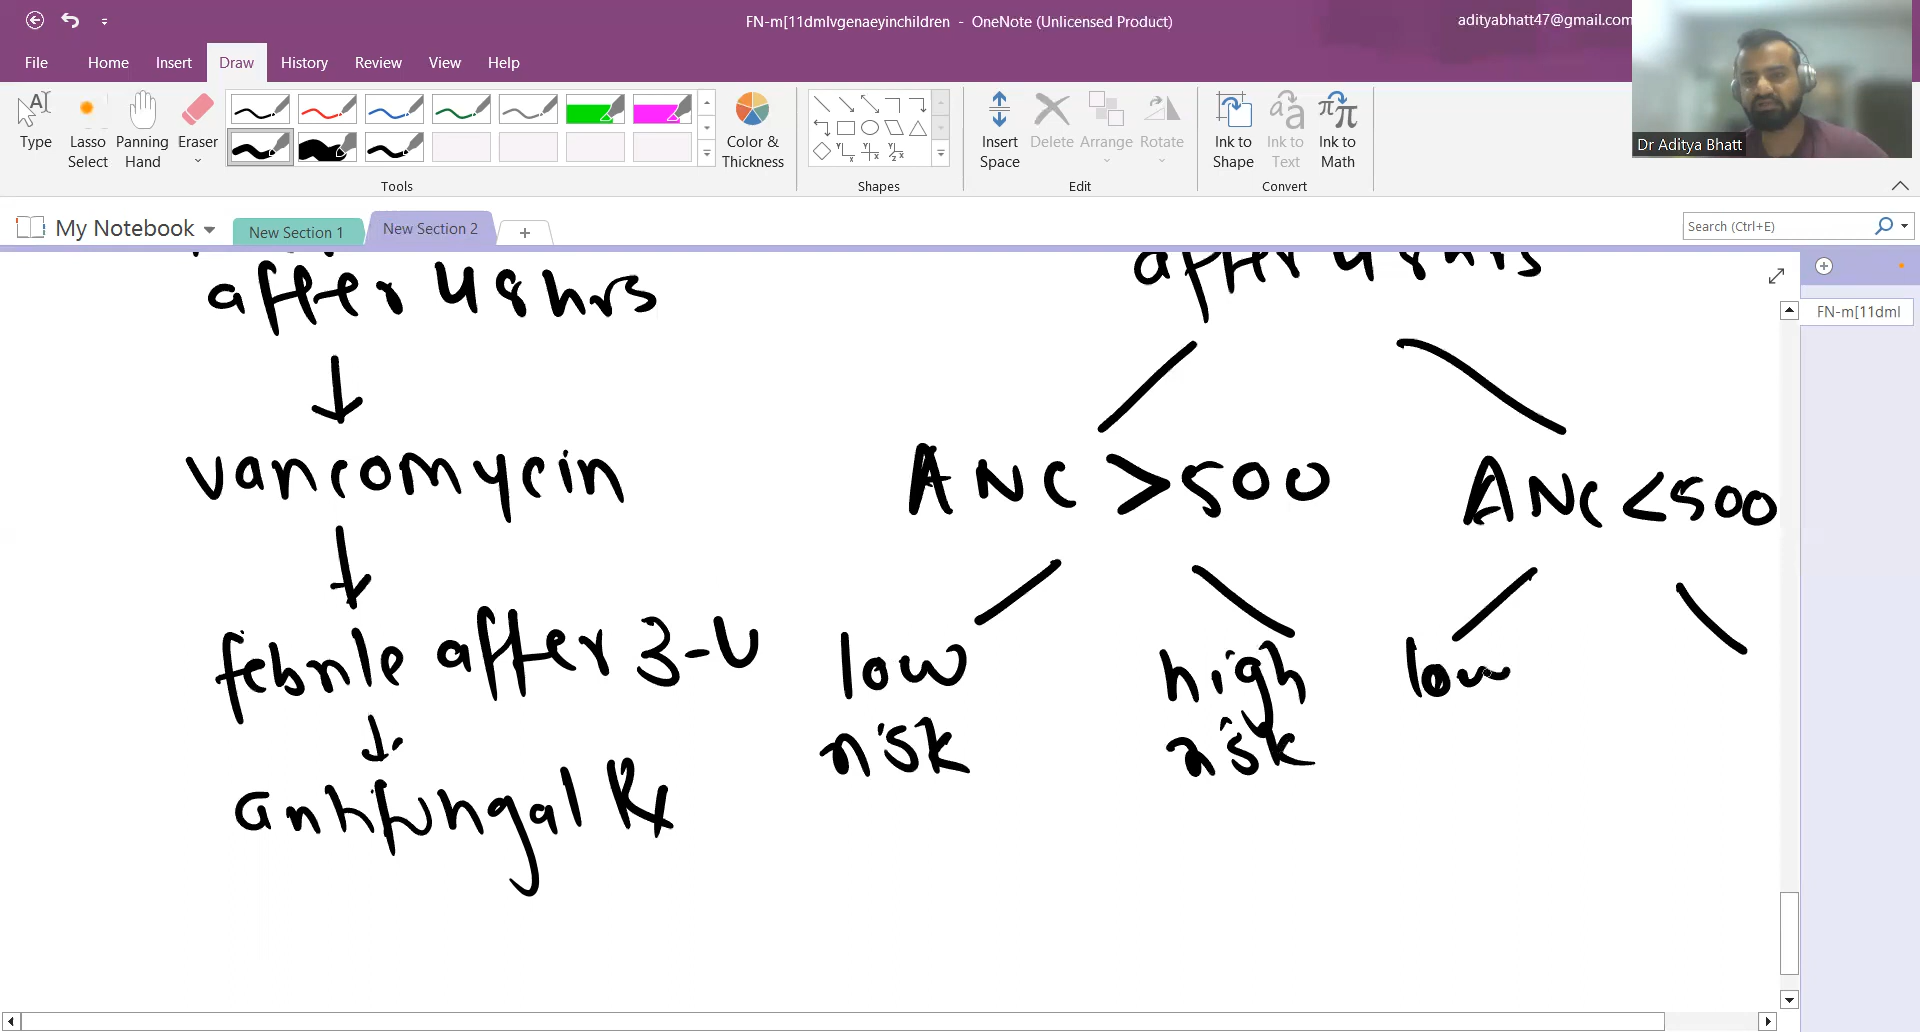 FN-m[11dmlvgenaeyinchildren - OneNote (Unlicensed Product)
adityabhatt47@gmail.com
File Home Insert Draw History Review View Help
Type
Lasso Select
Panning Hand
Eraser
Color & Thickness
Insert Space
Delete
Arrange
Rotate
Ink to Shape
Ink to Text
Ink to Math
Tools
Shapes
Edit
Convert
Dr Aditya Bhatt
My Notebook
New Section 1
New Section 2
Search (Ctrl+E)
FN-m[11dml
after 48hrs
vancomycin
febrile after 3-4
antifungal Rx
after 48hrs
ANC >500
ANC <500
low risk
high risk
low